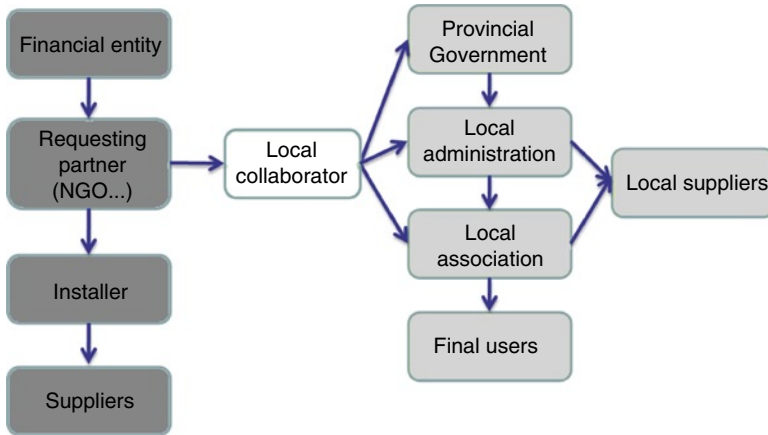 Financial entity
Requesting
partner
(NGO...)
Installer
Suppliers
Local
collaborator
Provincial
Government
Local
administration
Local
association
Final users
Local suppliers